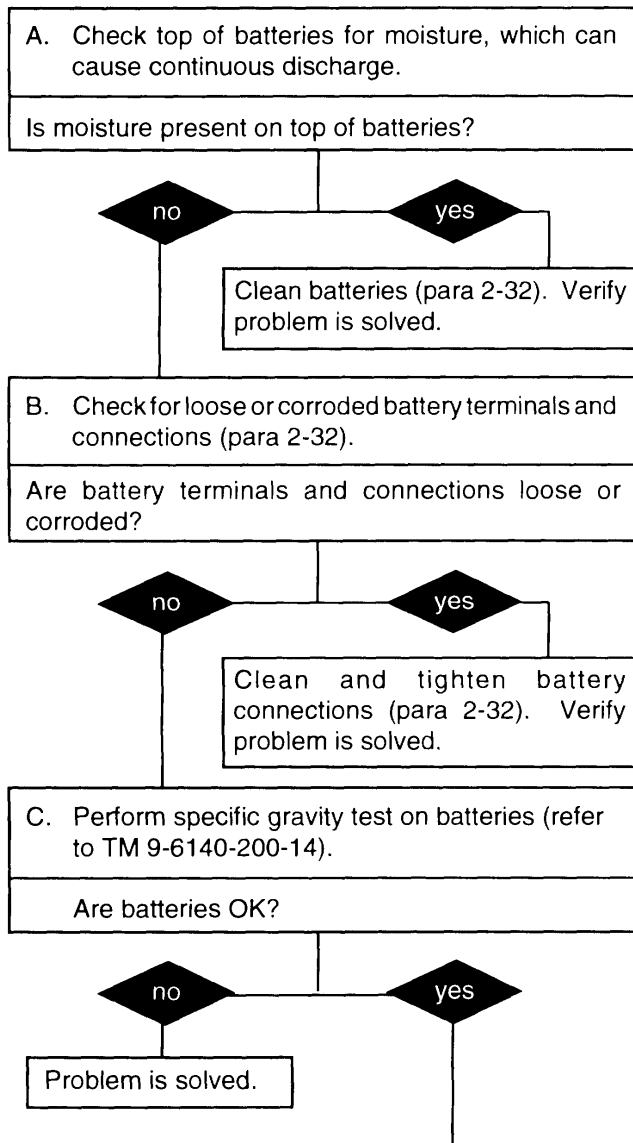 A. Check top of batteries for moisture, which can
cause continuous discharge.
Is moisture present on top of batteries?
no
yes
Clean batteries (para 2-32). Verify
problem is solved.
B. Check for loose or corroded battery terminals and
connections (para 2-32).
Are battery terminals and connections loose or
corroded?
no
yes
Clean and tighten battery
connections (para 2-32). Verify
problem is solved.
C. Perform specific gravity test on batteries (refer
to TM 9-6140-200-14).
Are batteries OK?
no
yes
Problem is solved.